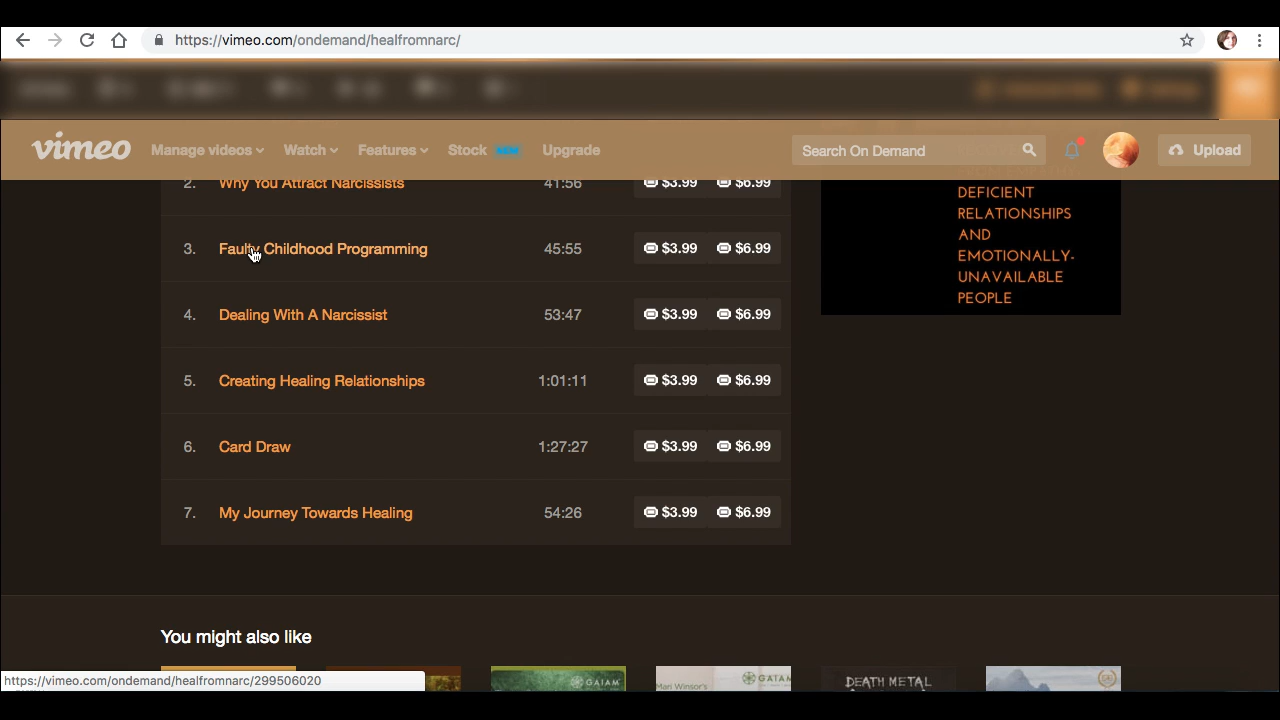 https://vimeo.com/ondemand/healfromnarc/
vimeo Manage videos Watch Features Stock NEW Upgrade Search On Demand Upload
2. Why You Attract Narcissists 41:56 $3.99 $6.99
3. Faulty Childhood Programming 45:55 $3.99 $6.99
4. Dealing With A Narcissist 53:47 $3.99 $6.99
5. Creating Healing Relationships 1:01:11 $3.99 $6.99
6. Card Draw 1:27:27 $3.99 $6.99
7. My Journey Towards Healing 54:26 $3.99 $6.99
DEFICIENT
RELATIONSHIPS
AND
EMOTIONALLY-
UNAVAILABLE
PEOPLE
You might also like
GAIAM
Mari Winsor's
GAIAM
DEATH METAL
https://vimeo.com/ondemand/healfromnarc/299506020